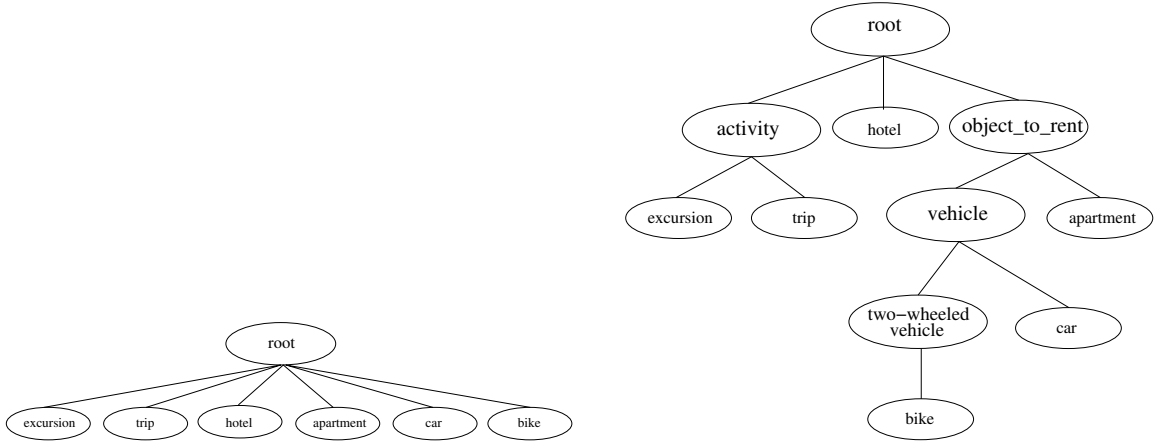 root
excursion
trip
hotel
apartment
car
bike
root
activity
hotel
object_to_rent
excursion
trip
vehicle
apartment
two−wheeled
vehicle
car
bike